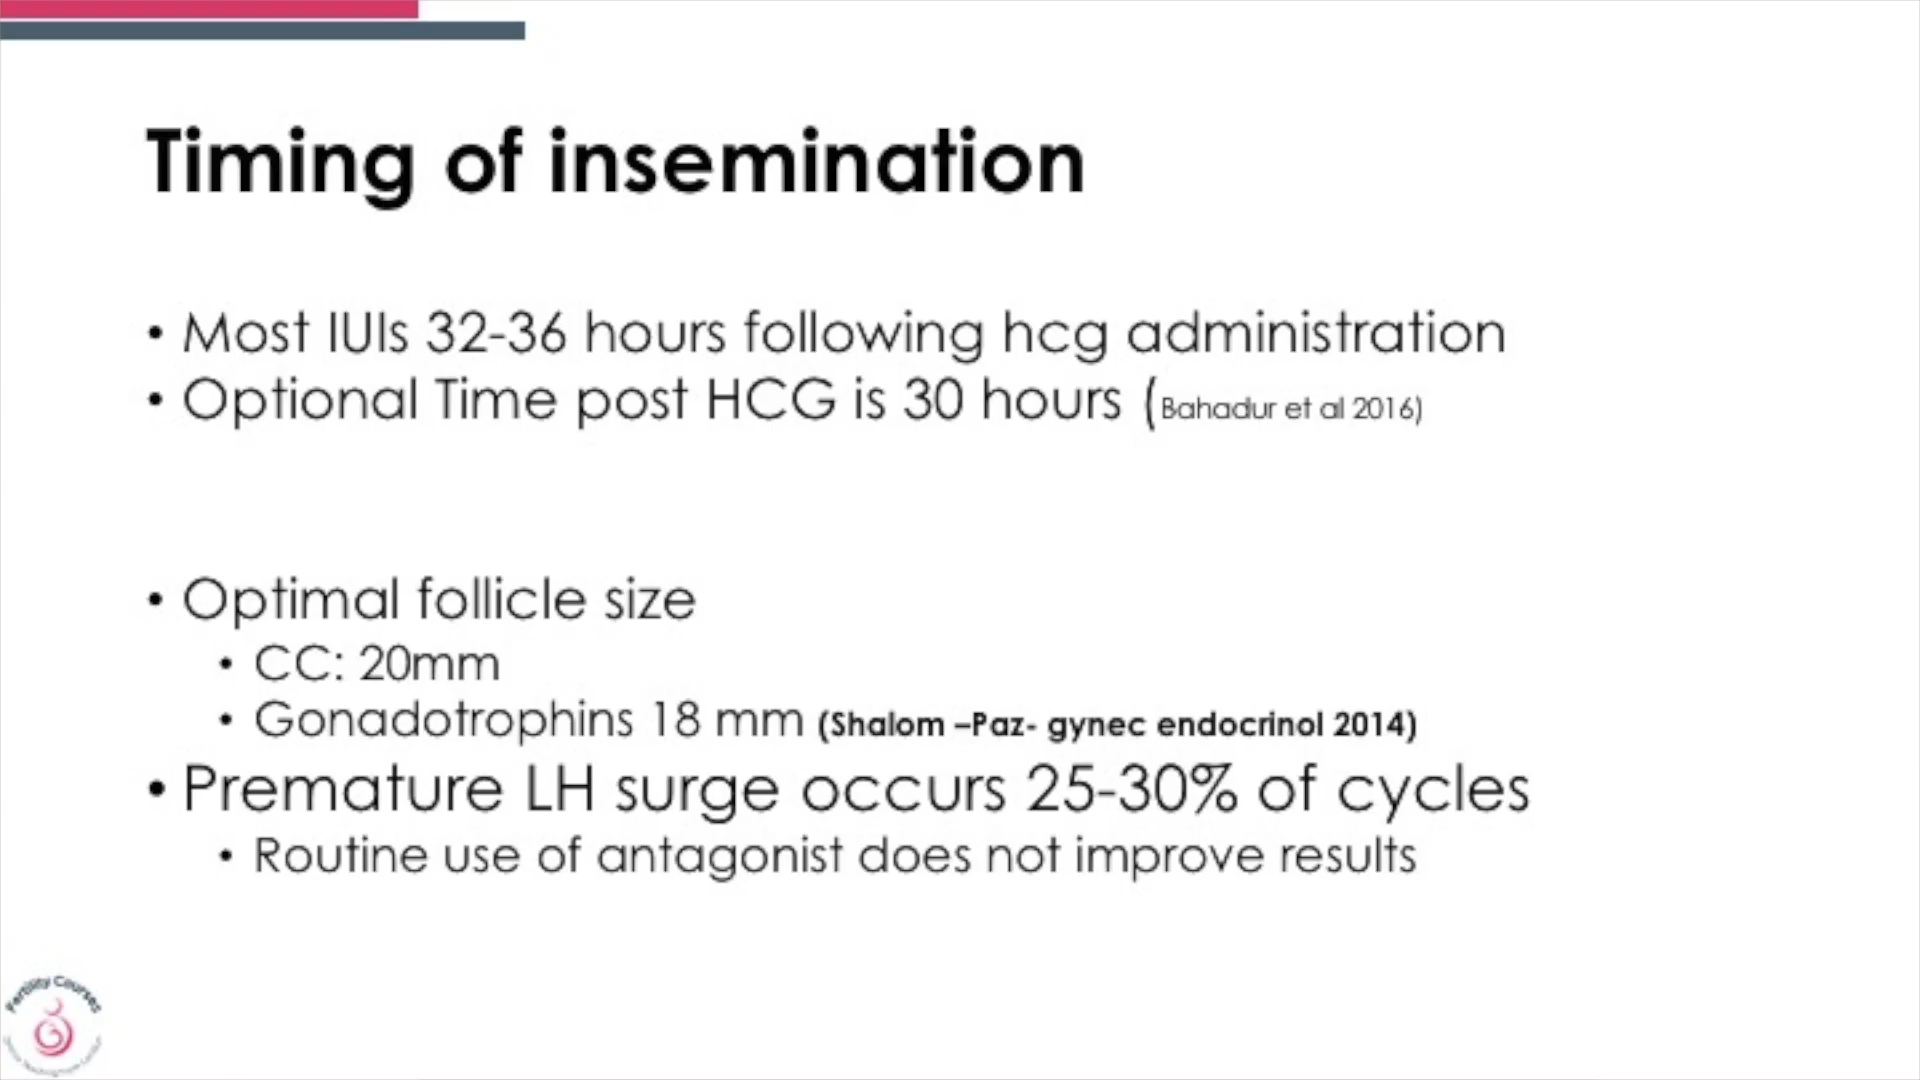 Timing of insemination
• Most IUIs 32-36 hours following hcg administration
• Optional Time post HCG is 30 hours (Bahadur et al 2016)
• Optimal follicle size
• CC: 20mm
• Gonadotrophins 18 mm (Shalom –Paz- gynec endocrinol 2014)
• Premature LH surge occurs 25-30% of cycles
• Routine use of antagonist does not improve results
Fertility Courses